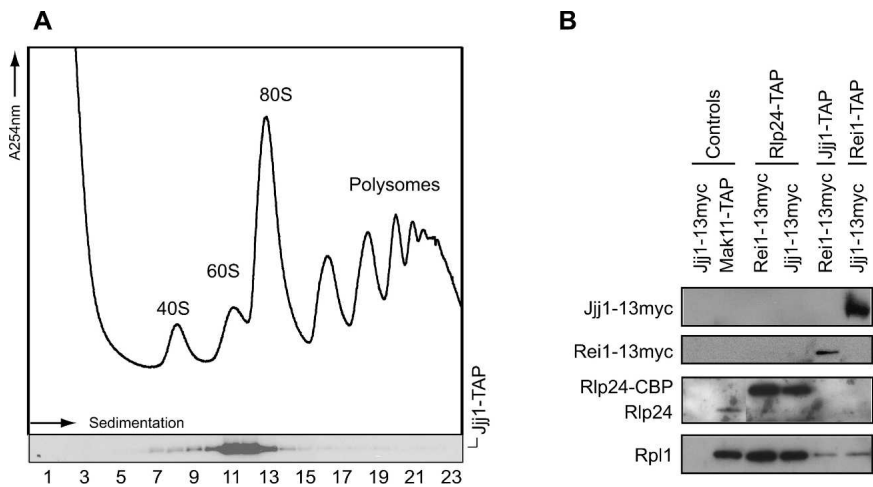 A
A254nm
40S
60S
80S
Polysomes
Sedimentation
Jjj1-TAP
1 3 5 7 9 11 13 15 17 19 21 23
B
Controls
Rlp24-TAP
Jjj1-TAP
Rei1-TAP
Jjj1-13myc
Mak11-TAP
Rei1-13myc
Jjj1-13myc
Rei1-13myc
Jjj1-13myc
Jjj1-13myc
Rei1-13myc
Rlp24-CBP
Rlp24
Rpl1